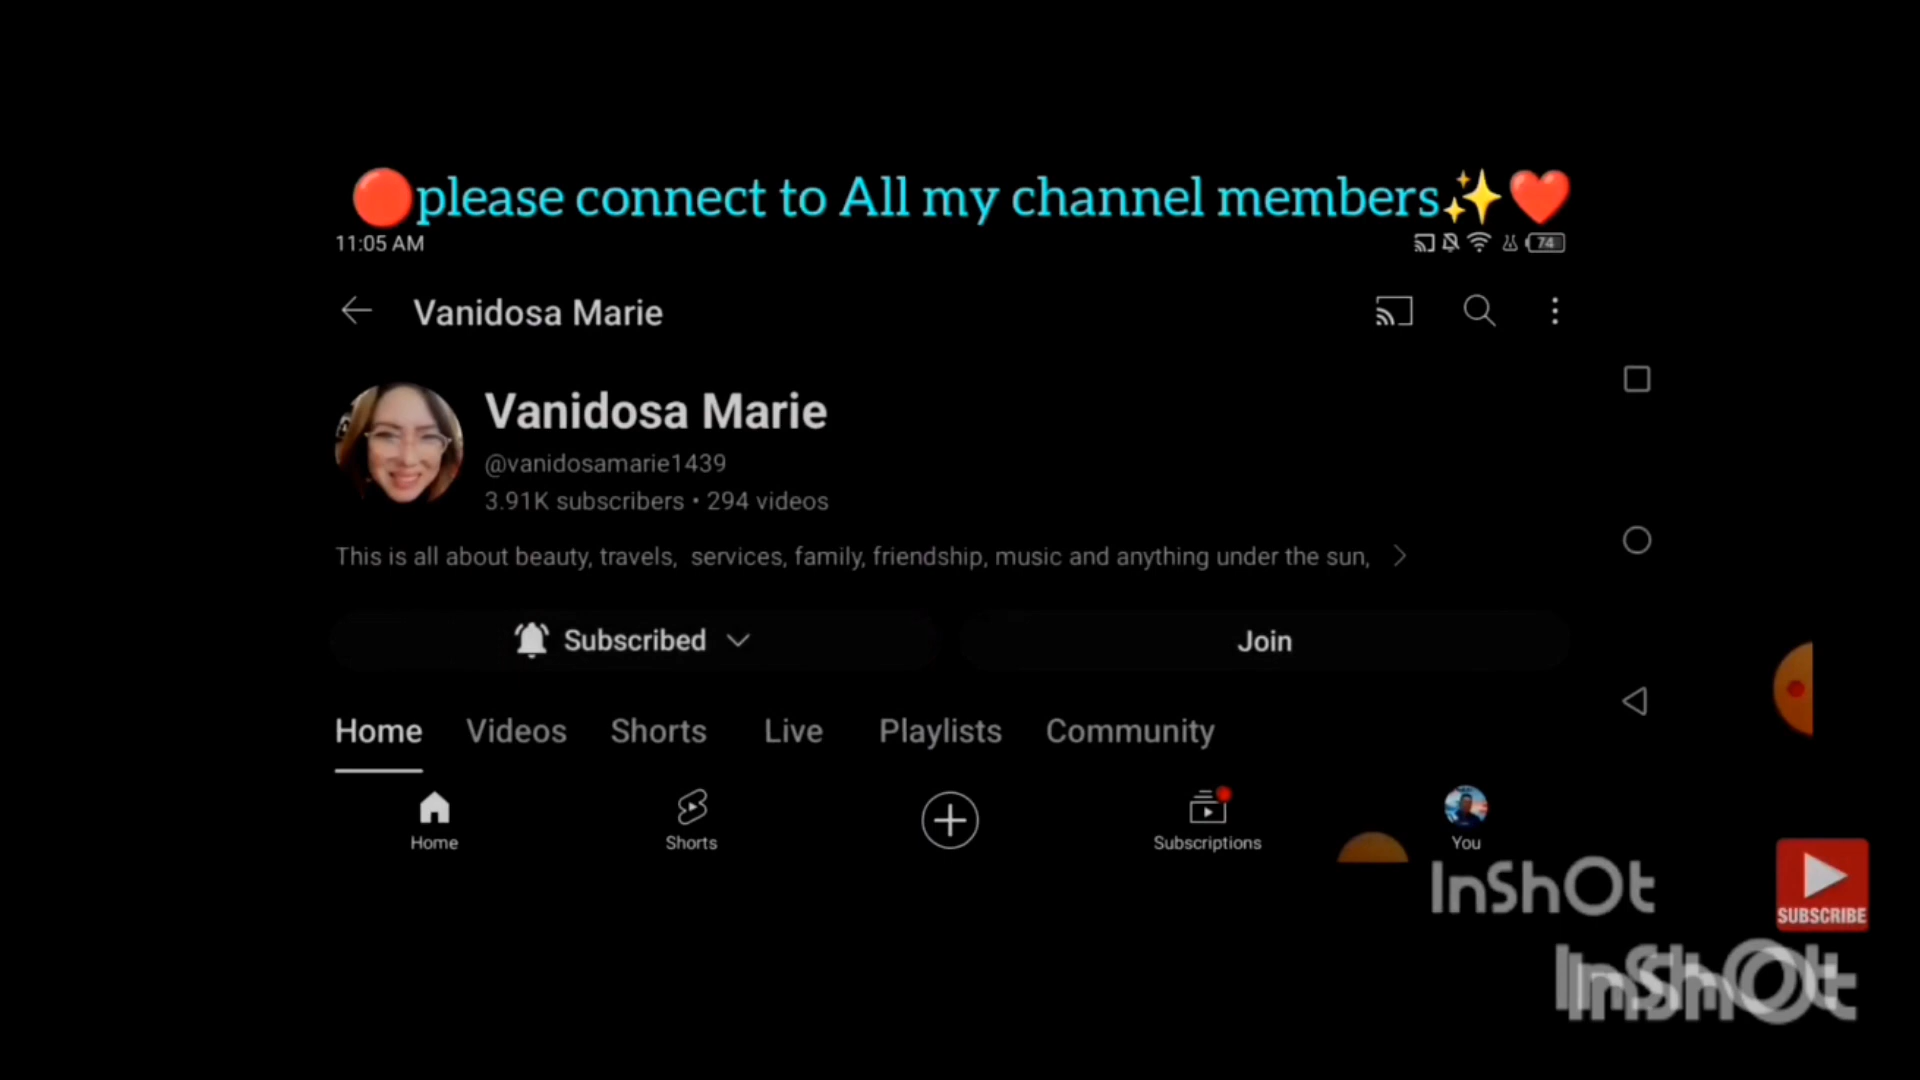 🔴please connect to All my channel members✨❤️
11:05 AM
74
Vanidosa Marie
Vanidosa Marie
@vanidosamarie1439
3.91K subscribers • 294 videos
This is all about beauty, travels,  services, family, friendship, music and anything under the sun,
Subscribed
Join
Home Videos Shorts Live Playlists Community
Home Shorts Subscriptions You
InShOt
SUBSCRIBE
InShOt